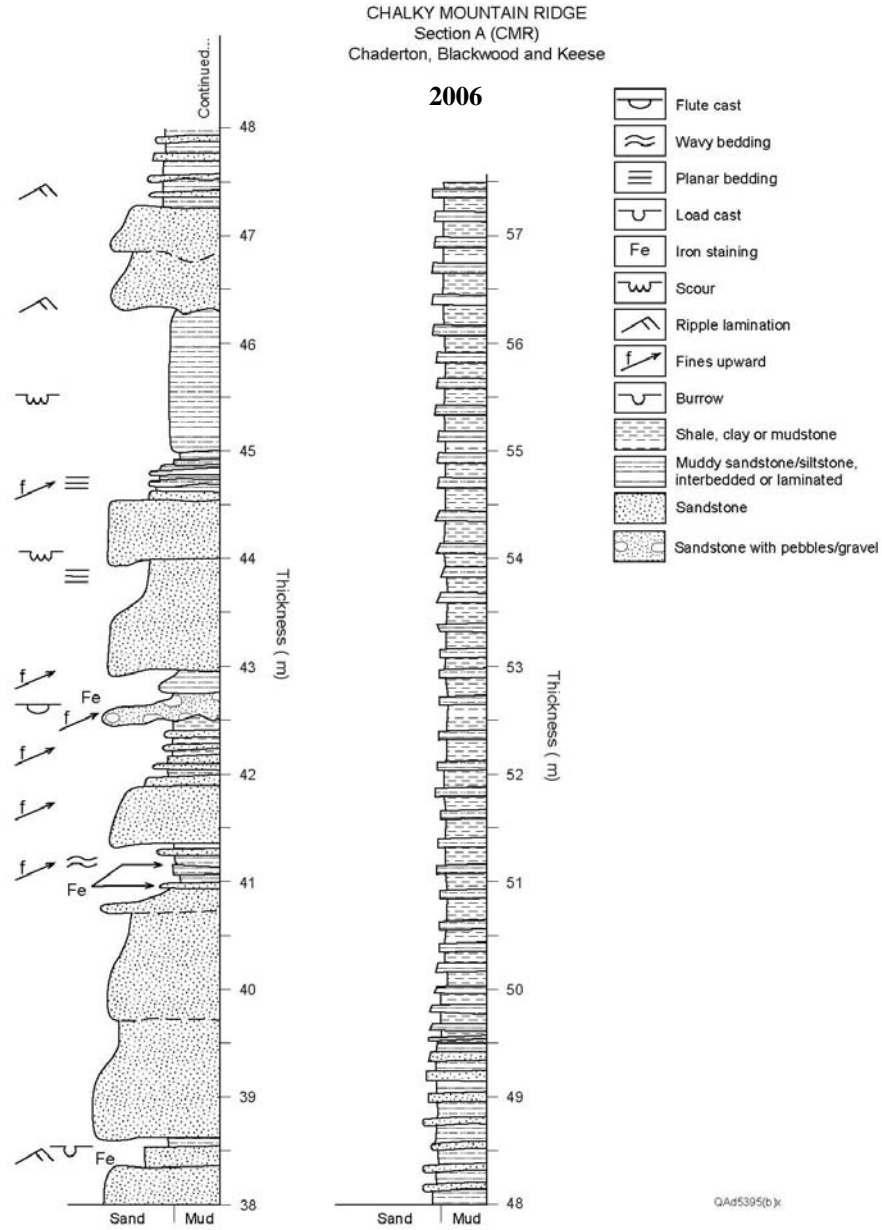 CHALKY MOUNTAIN RIDGE
Section A (CMR)
Chaderton, Blackwood and Keese
2006
Continued...
48
47
46
45
44
43
42
41
40
39
38
Thickness ( m)
f
f
Fe
f
f
f
f
Fe
Fe
Sand
Mud
57
56
55
54
53
52
51
50
49
48
Thickness ( m)
Sand
Mud
Flute cast
Wavy bedding
Planar bedding
Load cast
Fe Iron staining
Scour
Ripple lamination
f Fines upward
Burrow
Shale, clay or mudstone
Muddy sandstone/siltstone,
interbedded or laminated
Sandstone
Sandstone with pebbles/gravel
QAd5395(b)x